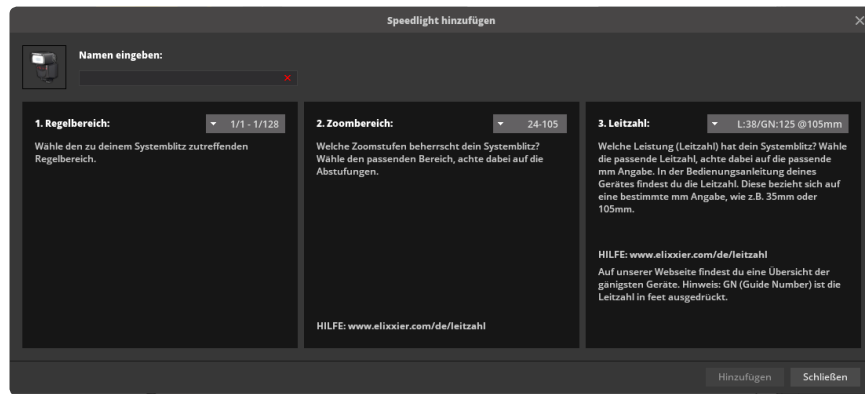 Speedlight hinzufügen
Namen eingeben:
1. Regelbereich:
1/1 - 1/128
Wähle den zu deinem Systemblitz zutreffenden
Regelbereich.
2. Zoombereich:
24-105
Welche Zoomstufen beherrscht dein Systemblitz?
Wähle den passenden Bereich, achte dabei auf die
Abstufungen.
HILFE: www.elixxier.com/de/leitzahl
3. Leitzahl:
L:38/GN:125 @105mm
Welche Leistung (Leitzahl) hat dein Systemblitz? Wähle
die passende Leitzahl, achte dabei auf die passende
mm Angabe. In der Bedienungsanleitung deines
Gerätes findest du die Leitzahl. Diese bezieht sich auf
eine bestimmte mm Angabe, wie z.B. 35mm oder
105mm.
HILFE: www.elixxier.com/de/leitzahl
Auf unserer Webseite findest du eine Übersicht der
gänigsten Geräte. Hinweis: GN (Guide Number) ist die
Leitzahl in feet ausgedrückt.
Hinzufügen
Schließen